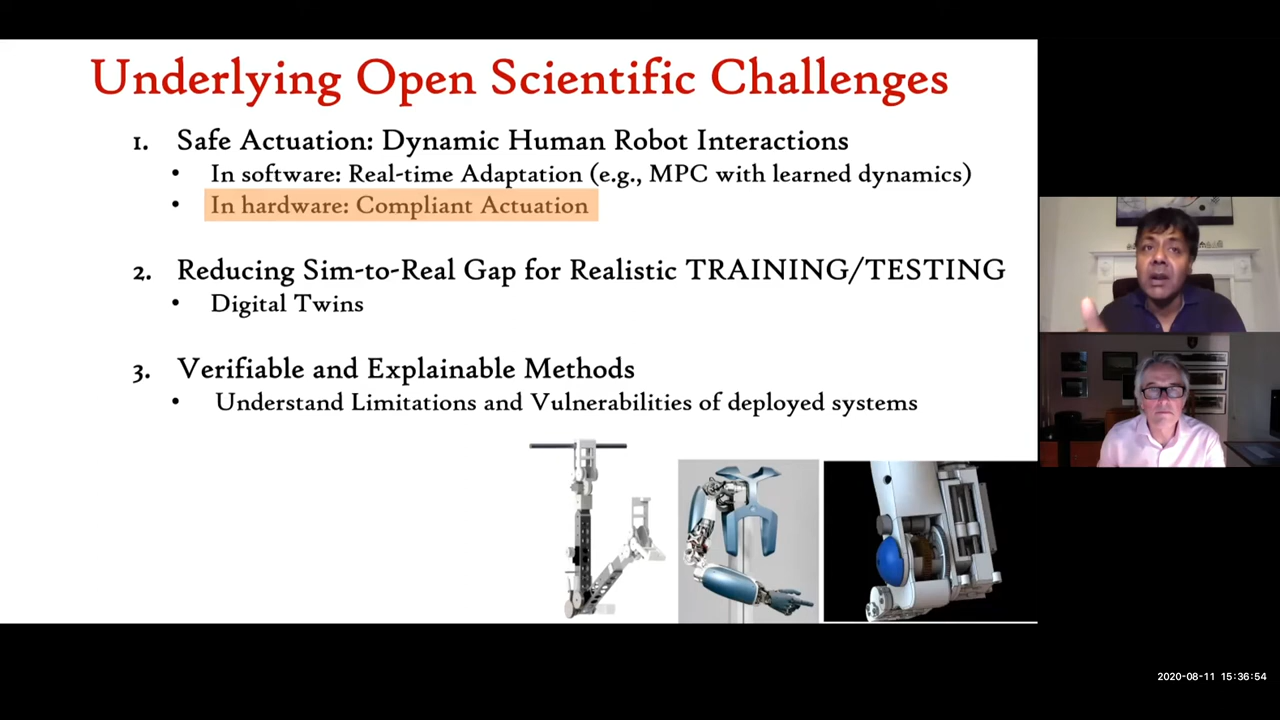 Underlying Open Scientific Challenges
1. Safe Actuation: Dynamic Human Robot Interactions
• In software: Real-time Adaptation (e.g., MPC with learned dynamics)
• In hardware: Compliant Actuation
2. Reducing Sim-to-Real Gap for Realistic TRAINING/TESTING
• Digital Twins
3. Verifiable and Explainable Methods
• Understand Limitations and Vulnerabilities of deployed systems
2020-08-11 15:36:54